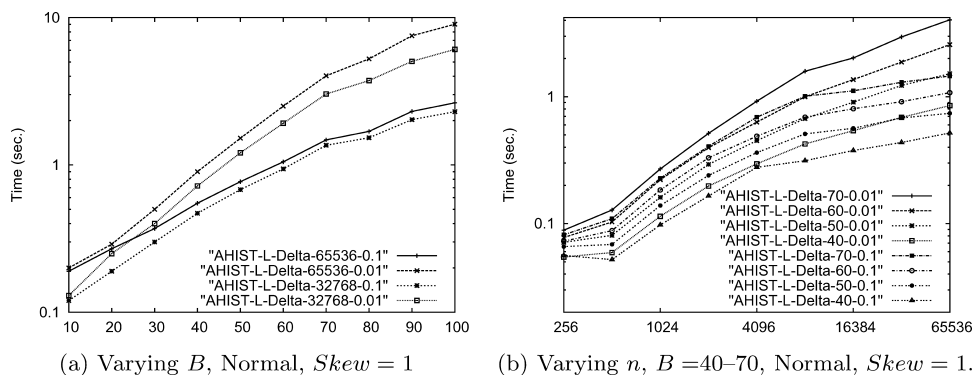 10
1
0.1
Time (sec.)
"AHIST-L-Delta-65536-0.1"
"AHIST-L-Delta-65536-0.01"
"AHIST-L-Delta-32768-0.1"
"AHIST-L-Delta-32768-0.01"
10 20 30 40 50 60 70 80 90 100
(a) Varying B, Normal, Skew = 1
1
0.1
Time (sec.)
"AHIST-L-Delta-70-0.01"
"AHIST-L-Delta-60-0.01"
"AHIST-L-Delta-50-0.01"
"AHIST-L-Delta-40-0.01"
"AHIST-L-Delta-70-0.1"
"AHIST-L-Delta-60-0.1"
"AHIST-L-Delta-50-0.1"
"AHIST-L-Delta-40-0.1"
256 1024 4096 16384 65536
(b) Varying n, B =40–70, Normal, Skew = 1.